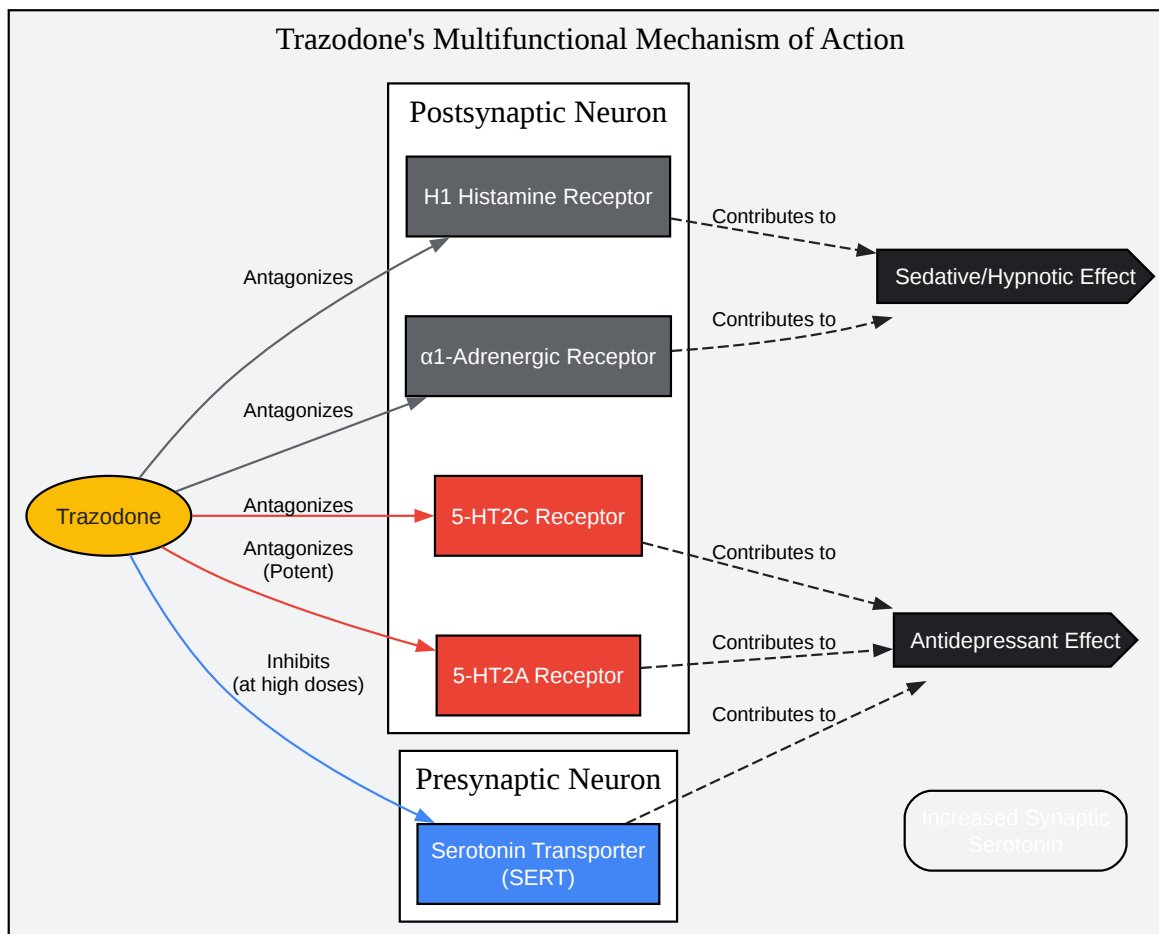 Trazodone's Multifunctional Mechanism of Action
Postsynaptic Neuron
H1 Histamine Receptor
Contributes to
Sedative/Hypnotic Effect
Antagonizes
Contributes to
α1-Adrenergic Receptor
Antagonizes
Trazodone
Antagonizes
5-HT2C Receptor
Antagonizes
(Potent)
Contributes to
Antidepressant Effect
5-HT2A Receptor
Contributes to
Inhibits
(at high doses)
Contributes to
Presynaptic Neuron
Serotonin Transporter
(SERT)
Increased Synaptic
Serotonin